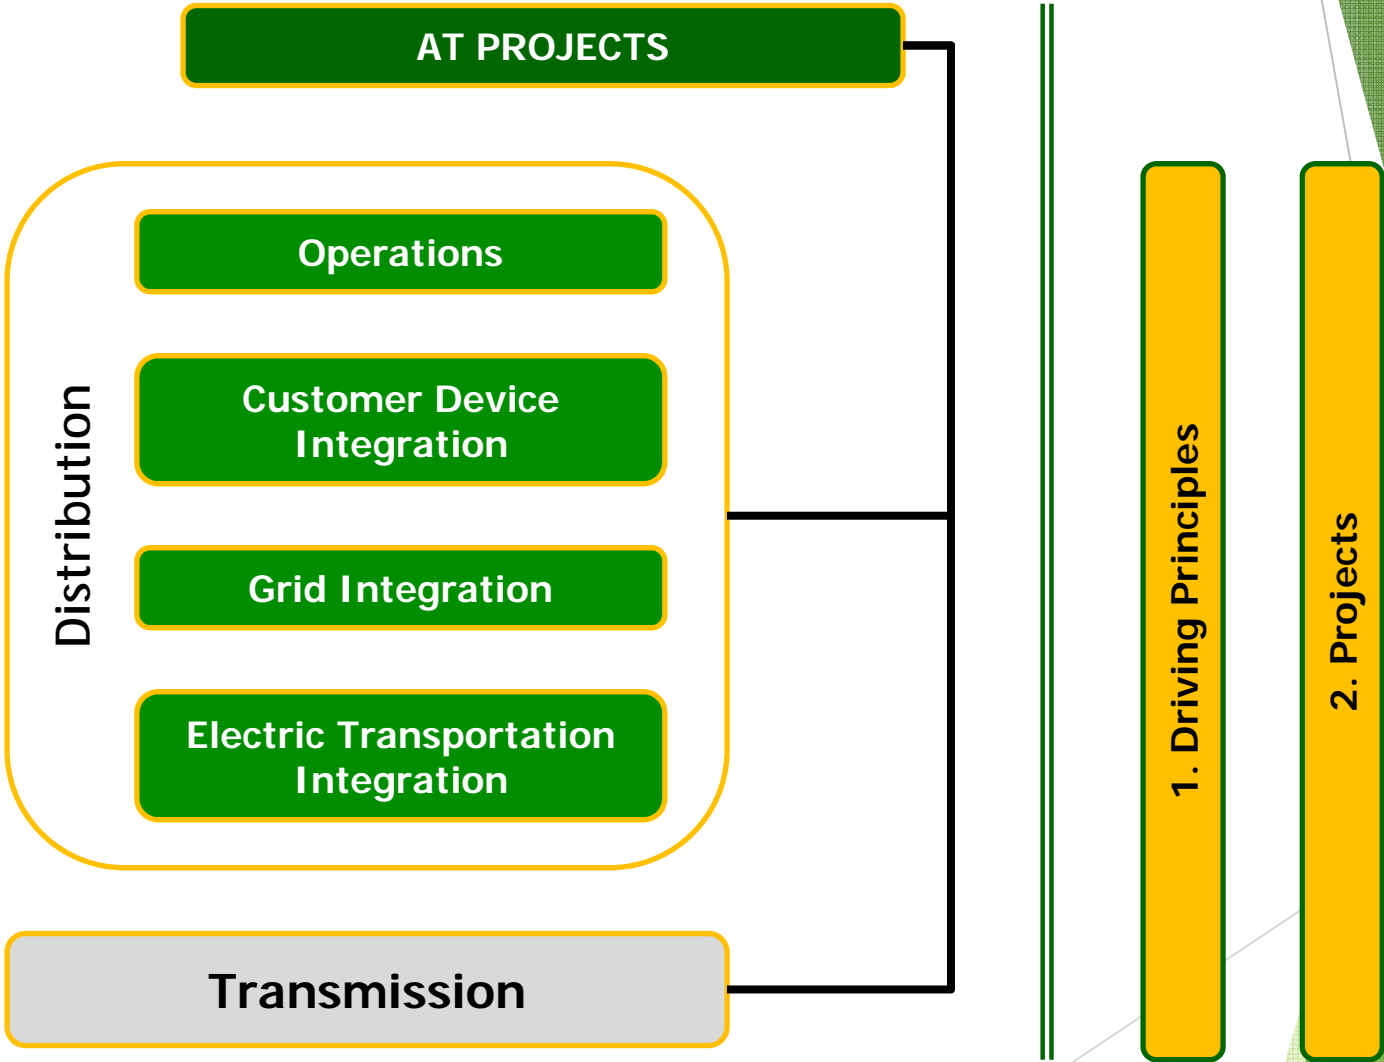 AT PROJECTS
Distribution
Operations
Customer Device
Integration
Grid Integration
Electric Transportation
Integration
Transmission
1. Driving Principles
2. Projects